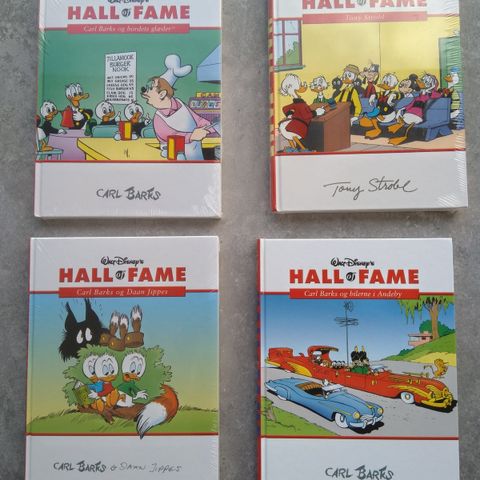 Walt Disney's
HALL of FAME
Carl Barks og bordets glæder
TILLAMOOK
BURGER
NOOK
CARL BARKS
HALL of FAME
Tony Strobl
Tony Strobl
Walt Disney's
HALL of FAME
Carl Barks og Daan Jippes
CARL BARKS & DAAN JIPPES
Walt Disney's
HALL of FAME
Carl Barks og bilerne i Andeby
CARL BARKS